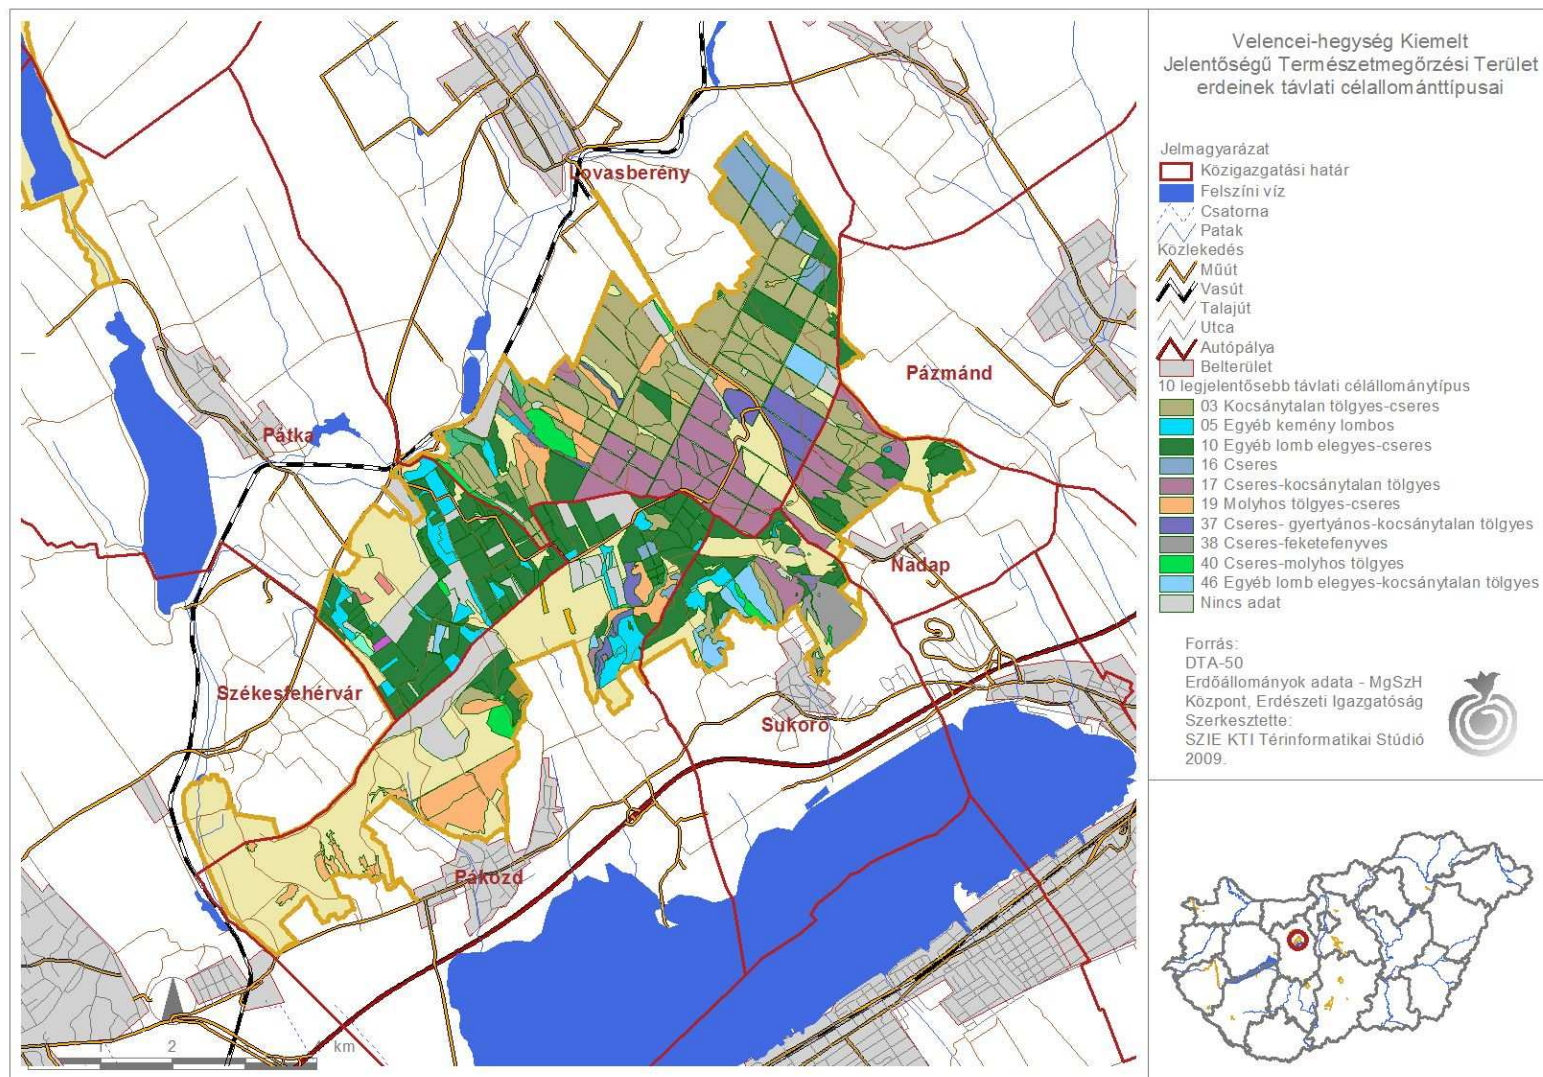 Velencei-hegység Kiemelt
Jelentőségű Természetmegőrzési Terület
erdeinek távlati célallománttípusai
Jelmagyarázat
Közigazgatási határ
Felszíni víz
Csatorna
Patak
Közlekedés
Műút
Vasút
Talajút
Utca
Autópálya
Belterület
10 legjelentősebb távlati célállománytípus
03 Kocsánytalan tölgyes-cseres
05 Egyéb kemény lombos
10 Egyéb lomb elegyes-cseres
16 Cseres
17 Cseres-kocsánytalan tölgyes
19 Molyhos tölgyes-cseres
37 Cseres- gyertyános-kocsánytalan tölgyes
38 Cseres-feketefenyves
40 Cseres-molyhos tölgyes
46 Egyéb lomb elegyes-kocsánytalan tölgyes
Nincs adat
Forrás:
DTA-50
Erdőállományok adata - MgSzH
Központ, Erdészeti Igazgatóság
Szerkesztette:
SZIE KTI Térinformatikai Stúdió
2009.
Lovasberény
Pázmánd
Pátka
Nadap
Székesfehérvár
Sukoró
Pákozd
2 km